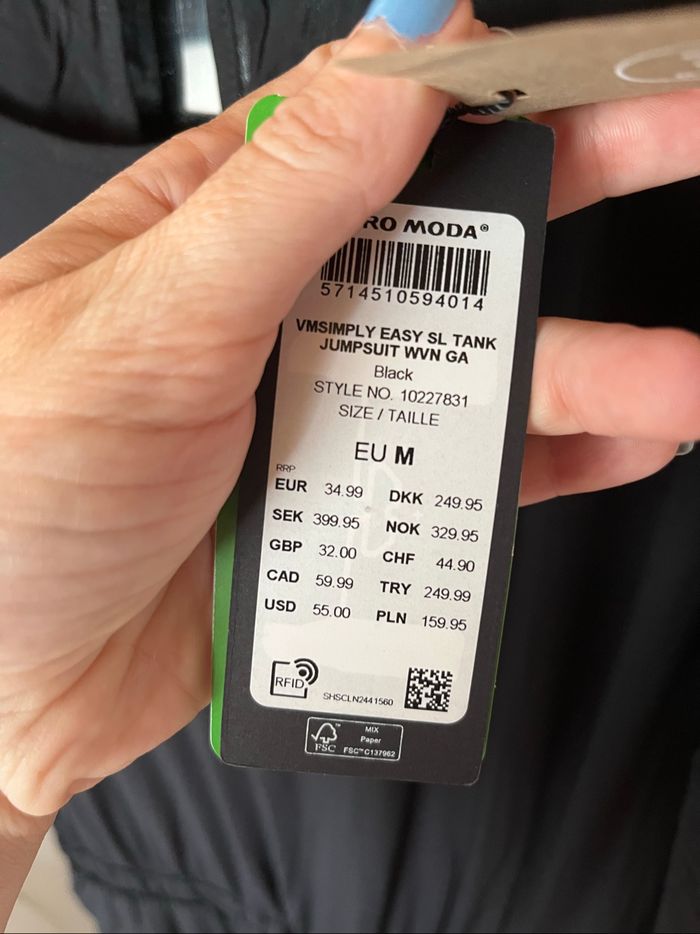 RO MODA®
5714510594014
VMSIMPLY EASY SL TANK
JUMPSUIT WVN GA
Black
STYLE NO. 10227831
SIZE / TAILLE
EU M
RRP
EUR 34.99 DKK 249.95
SEK 399.95 NOK 329.95
GBP 32.00 CHF 44.90
CAD 59.99 TRY 249.99
USD 55.00 PLN 159.95
RFID
SHSCLN2441560
FSC™
MIX
Paper
FSC™ C137962